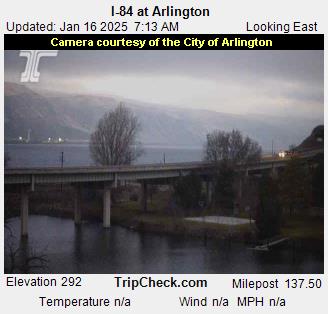 I-84 at Arlington
Updated: Jan 16 2025 7:13 AM Looking East
Camera courtesy of the City of Arlington
Elevation 292 TripCheck.com Milepost 137.50
Temperature n/a Wind n/a MPH n/a